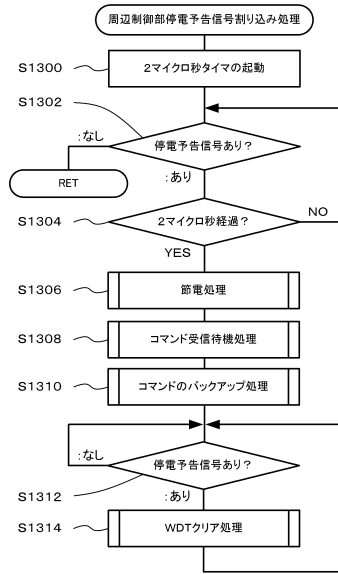 周辺制御部停電予告信号割り込み処理
S1300
2マイクロ秒タイマの起動
S1302
:なし
停電予告信号あり?
RET
:あり
S1304
2マイクロ秒経過?
NO
YES
S1306
節電処理
S1308
コマンド受信待機処理
S1310
コマンドのバックアップ処理
:なし
停電予告信号あり?
S1312
:あり
S1314
WDTクリア処理